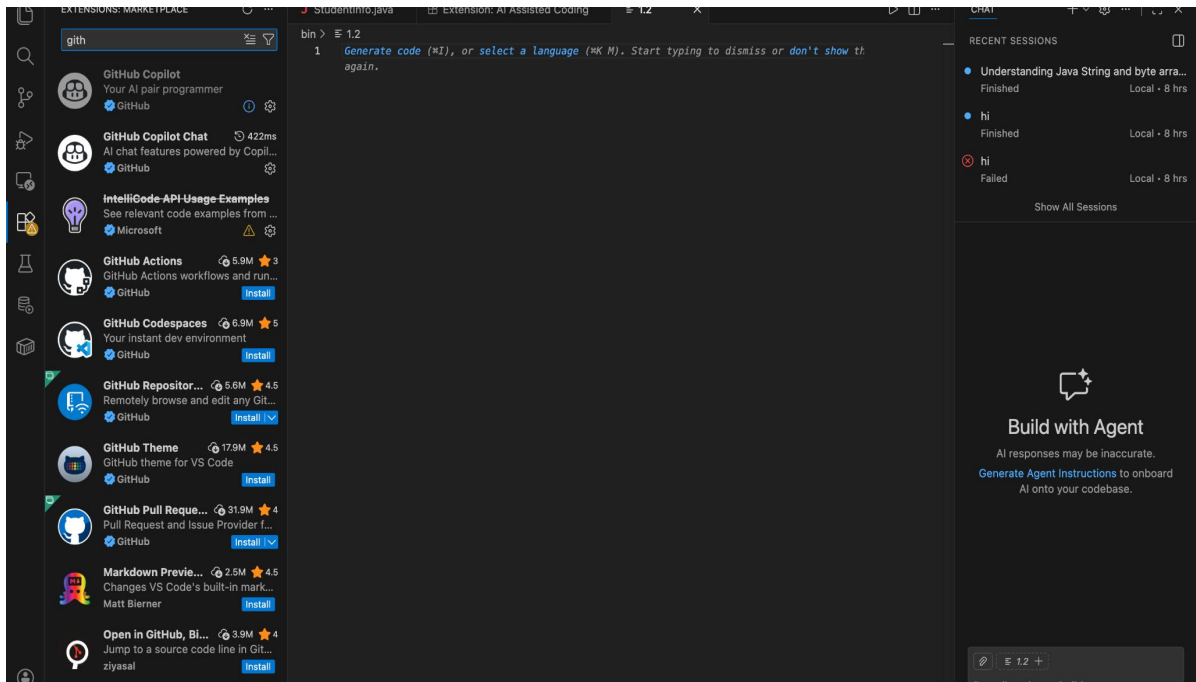 EXTENSIONS: MARKETPLACE
gith
GitHub Copilot
Your AI pair programmer
GitHub
GitHub Copilot Chat 422ms
AI chat features powered by Copil...
GitHub
IntelliCode API Usage Examples
See relevant code examples from ...
Microsoft
GitHub Actions 5.9M 3
GitHub Actions workflows and run...
GitHub Install
GitHub Codespaces 6.9M 5
Your instant dev environment
GitHub Install
GitHub Repositor... 5.6M 4.5
Remotely browse and edit any Git...
GitHub Install
GitHub Theme 17.9M 4.5
GitHub theme for VS Code
GitHub Install
GitHub Pull Reque... 31.9M 4
Pull Request and Issue Provider f...
GitHub Install
Markdown Previe... 2.5M 4.5
Changes VS Code's built-in mark...
Matt Bierner Install
Open in GitHub, Bi... 3.9M 4
Jump to a source code line in Git...
ziyasal Install
J StudentInfo.java Extension: AI Assisted Coding 1.2
bin > 1.2
1 Generate code (⌘I), or select a language (⌘K M). Start typing to dismiss or don't show th
again.
CHAT
RECENT SESSIONS
Understanding Java String and byte arra...
Finished Local • 8 hrs
hi
Finished Local • 8 hrs
hi
Failed Local • 8 hrs
Show All Sessions
Build with Agent
AI responses may be inaccurate.
Generate Agent Instructions to onboard
AI onto your codebase.
1.2 +